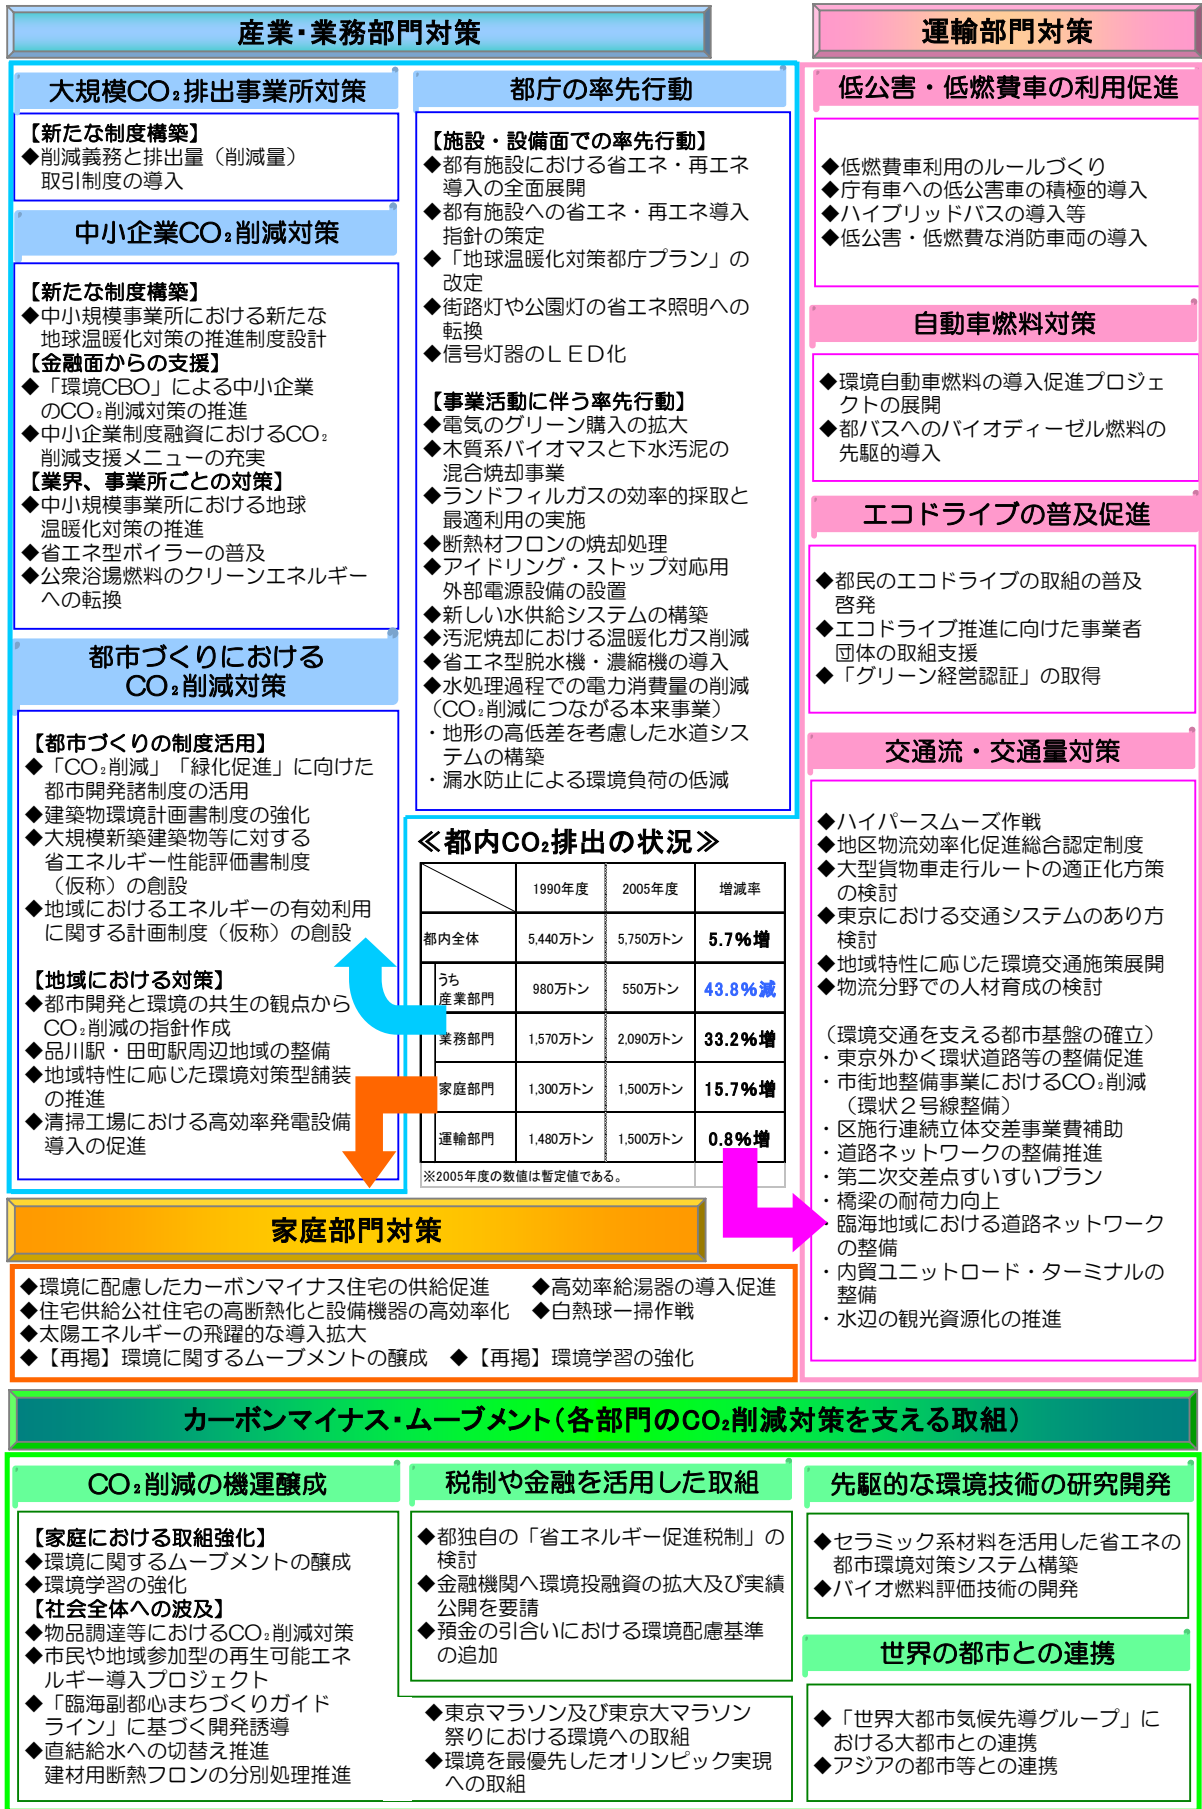 産業・業務部門対策
大規模CO₂排出事業所対策
【新たな制度構築】
◆削減義務と排出量（削減量）
取引制度の導入
中小企業CO₂削減対策
【新たな制度構築】
◆中小規模事業所における新たな
地球温暖化対策の推進制度設計
【金融面からの支援】
◆「環境CBO」による中小企業
のCO₂削減対策の推進
◆中小企業制度融資におけるCO₂
削減支援メニューの充実
【業界、事業所ごとの対策】
◆中小規模事業所における地球
温暖化対策の推進
◆省エネ型ボイラーの普及
◆公衆浴場燃料のクリーンエネルギー
への転換
都市づくりにおける
CO₂削減対策
【都市づくりの制度活用】
◆「CO₂削減」「緑化促進」に向けた
都市開発諸制度の活用
◆建築物環境計画書制度の強化
◆大規模新築建築物等に対する
省エネルギー性能評価書制度
（仮称）の創設
◆地域におけるエネルギーの有効利用
に関する計画制度（仮称）の創設
【地域における対策】
◆都市開発と環境の共生の観点から
CO₂削減の指針作成
◆品川駅・田町駅周辺地域の整備
◆地域特性に応じた環境対策型舗装
の推進
◆清掃工場における高効率発電設備
導入の促進
都庁の率先行動
【施設・設備面での率先行動】
◆都有施設における省エネ・再エネ
導入の全面展開
◆都有施設への省エネ・再エネ導入
指針の策定
◆「地球温暖化対策都庁プラン」の
改定
◆街路灯や公園灯の省エネ照明への
転換
◆信号灯器のＬＥＤ化
【事業活動に伴う率先行動】
◆電気のグリーン購入の拡大
◆木質系バイオマスと下水汚泥の
混合焼却事業
◆ランドフィルガスの効率的採取と
最適利用の実施
◆断熱材フロンの焼却処理
◆アイドリング・ストップ対応用
外部電源設備の設置
◆新しい水供給システムの構築
◆汚泥焼却における温暖化ガス削減
◆省エネ型脱水機・濃縮機の導入
◆水処理過程での電力消費量の削減
（CO₂削減につながる本来事業）
・地形の高低差を考慮した水道シス
テムの構築
・漏水防止による環境負荷の低減
≪都内CO₂排出の状況≫
1990年度 2005年度 増減率
都内全体 5,440万トン 5,750万トン 5.7%増
うち
産業部門 980万トン 550万トン 43.8%減
業務部門 1,570万トン 2,090万トン 33.2%増
家庭部門 1,300万トン 1,500万トン 15.7%増
運輸部門 1,480万トン 1,500万トン 0.8%増
※2005年度の数値は暫定値である。
運輸部門対策
低公害・低燃費車の利用促進
◆低燃費車利用のルールづくり
◆庁有車への低公害車の積極的導入
◆ハイブリッドバスの導入等
◆低公害・低燃費な消防車両の導入
自動車燃料対策
◆環境自動車燃料の導入促進プロジェ
クトの展開
◆都バスへのバイオディーゼル燃料の
先駆的導入
エコドライブの普及促進
◆都民のエコドライブの取組の普及
啓発
◆エコドライブ推進に向けた事業者
団体の取組支援
◆「グリーン経営認証」の取得
交通流・交通量対策
◆ハイパースムーズ作戦
◆地区物流効率化促進総合認定制度
◆大型貨物車走行ルートの適正化方策
の検討
◆東京における交通システムのあり方
検討
◆地域特性に応じた環境交通施策展開
◆物流分野での人材育成の検討
（環境交通を支える都市基盤の確立）
・東京外かく環状道路等の整備促進
・市街地整備事業におけるCO₂削減
（環状２号線整備）
・区施行連続立体交差事業費補助
・道路ネットワークの整備推進
・第二次交差点すいすいプラン
・橋梁の耐荷力向上
・臨海地域における道路ネットワーク
の整備
・内貿ユニットロード・ターミナルの
整備
・水辺の観光資源化の推進
家庭部門対策
◆環境に配慮したカーボンマイナス住宅の供給促進 ◆高効率給湯器の導入促進
◆住宅供給公社住宅の高断熱化と設備機器の高効率化 ◆白熱球一掃作戦
◆太陽エネルギーの飛躍的な導入拡大
◆【再掲】環境に関するムーブメントの醸成 ◆【再掲】環境学習の強化
カーボンマイナス・ムーブメント（各部門のCO₂削減対策を支える取組）
CO₂削減の機運醸成
【家庭における取組強化】
◆環境に関するムーブメントの醸成
◆環境学習の強化
【社会全体への波及】
◆物品調達等におけるCO₂削減対策
◆市民や地域参加型の再生可能エネ
ルギー導入プロジェクト
◆「臨海副都心まちづくりガイド
ライン」に基づく開発誘導
◆直結給水への切替え推進
建材用断熱フロンの分別処理推進
税制や金融を活用した取組
◆都独自の「省エネルギー促進税制」の
検討
◆金融機関へ環境投融資の拡大及び実績
公開を要請
◆預金の引合いにおける環境配慮基準
の追加
◆東京マラソン及び東京大マラソン
祭りにおける環境への取組
◆環境を最優先したオリンピック実現
への取組
先駆的な環境技術の研究開発
◆セラミック系材料を活用した省エネの
都市環境対策システム構築
◆バイオ燃料評価技術の開発
世界の都市との連携
◆「世界大都市気候先導グループ」に
おける大都市との連携
◆アジアの都市等との連携